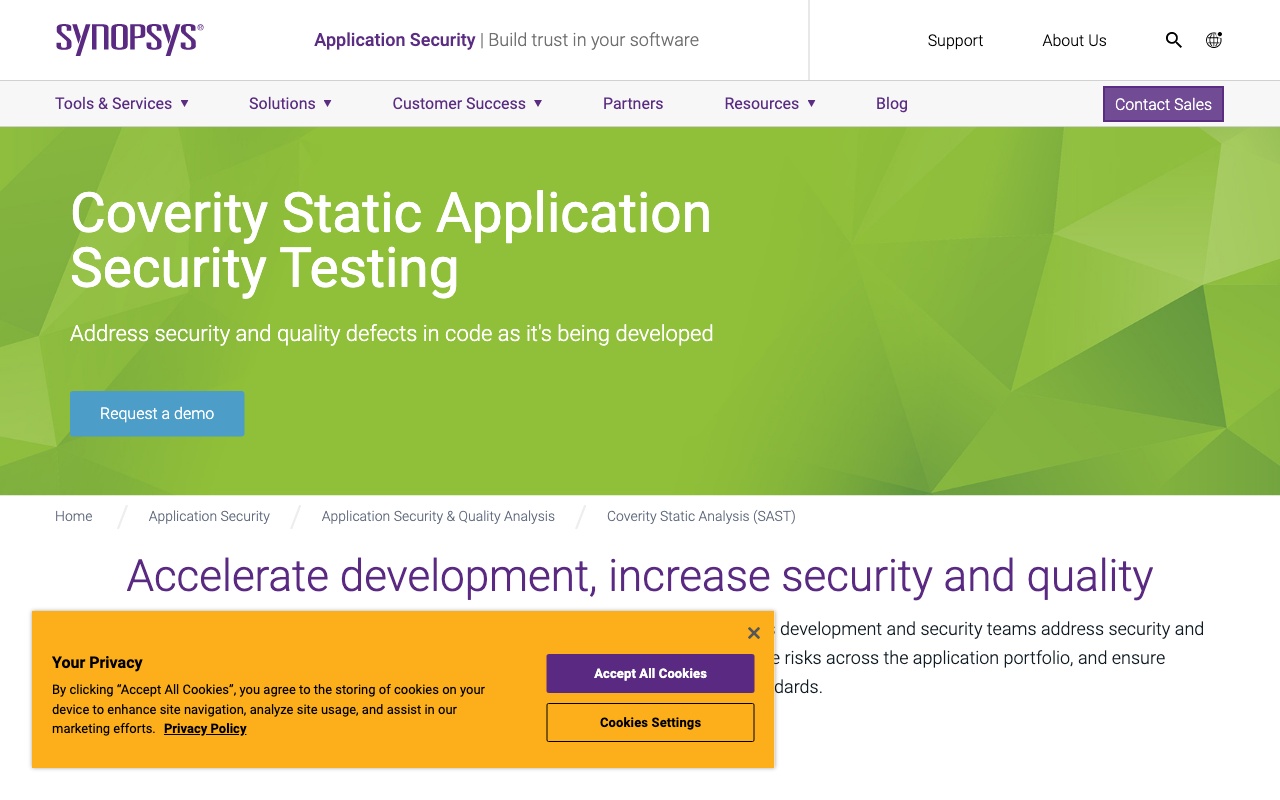 SYNOPSYS®
Application Security | Build trust in your software
Support
About Us
Tools & Services ▼
Solutions ▼
Customer Success ▼
Partners
Resources ▼
Blog
Contact Sales
Coverity Static Application
Security Testing
Address security and quality defects in code as it's being developed
Request a demo
Home
Application Security
Application Security & Quality Analysis
Coverity Static Analysis (SAST)
Accelerate development, increase security and quality
development and security teams address security and
risks across the application portfolio, and ensure
Your Privacy
By clicking “Accept All Cookies”, you agree to the storing of cookies on your
device to enhance site navigation, analyze site usage, and assist in our
marketing efforts. Privacy Policy
Accept All Cookies
Cookies Settings